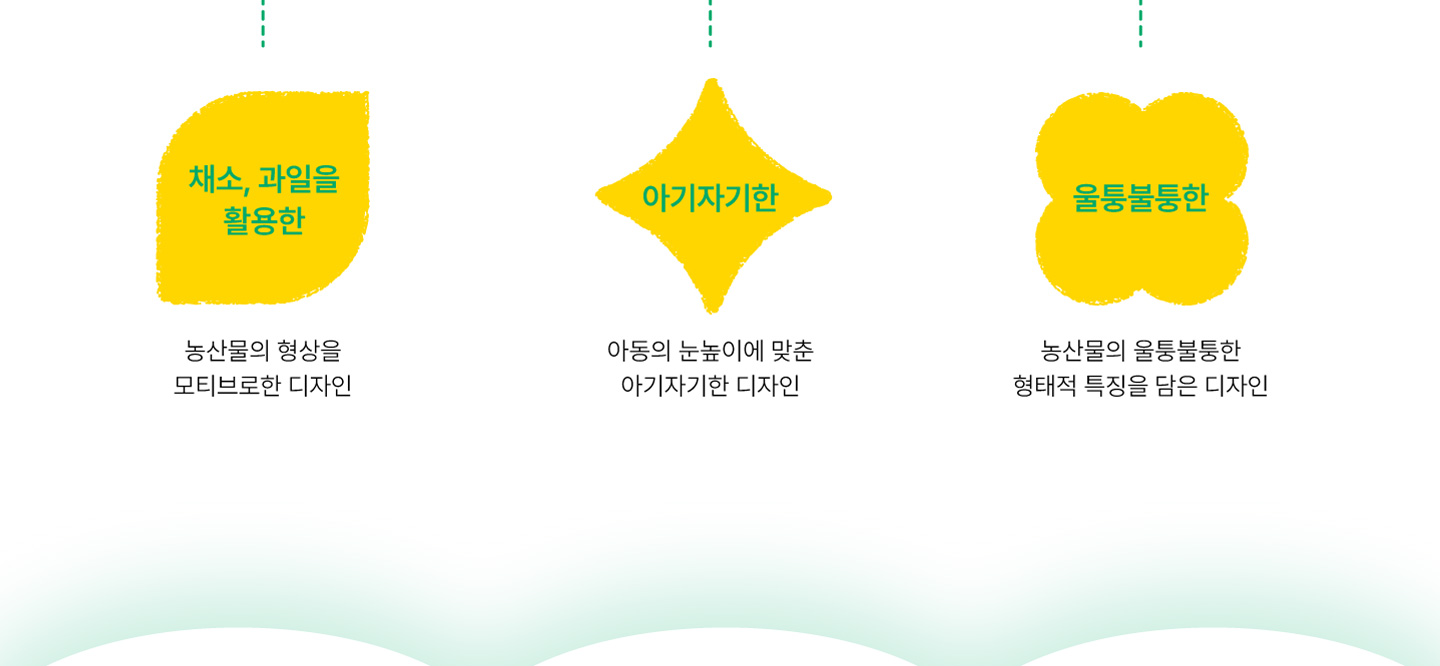 채소, 과일을
활용한
농산물의 형상을
모티브로한 디자인
아기자기한
아동의 눈높이에 맞춘
아기자기한 디자인
울퉁불퉁한
농산물의 울퉁불퉁한
형태적 특징을 담은 디자인